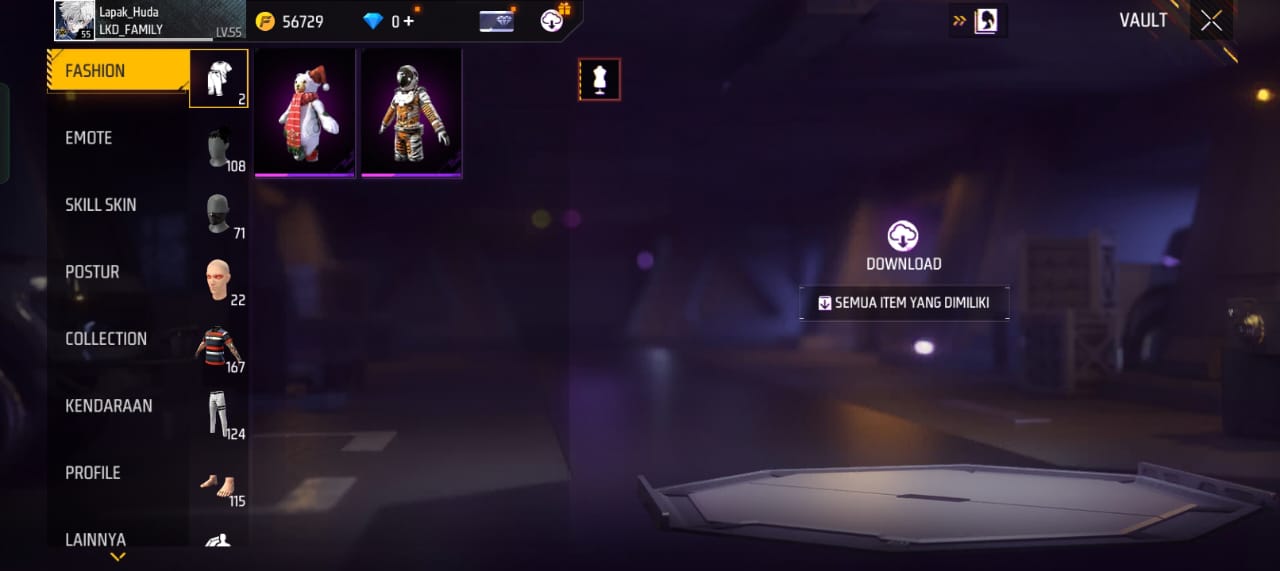 Lapak_Huda
LKD_FAMILY
LV.55
55
56729
0 +
VAULT
FASHION
2
EMOTE
108
SKILL SKIN
71
POSTUR
22
COLLECTION
167
KENDARAAN
124
PROFILE
115
LAINNYA
DOWNLOAD
SEMUA ITEM YANG DIMILIKI